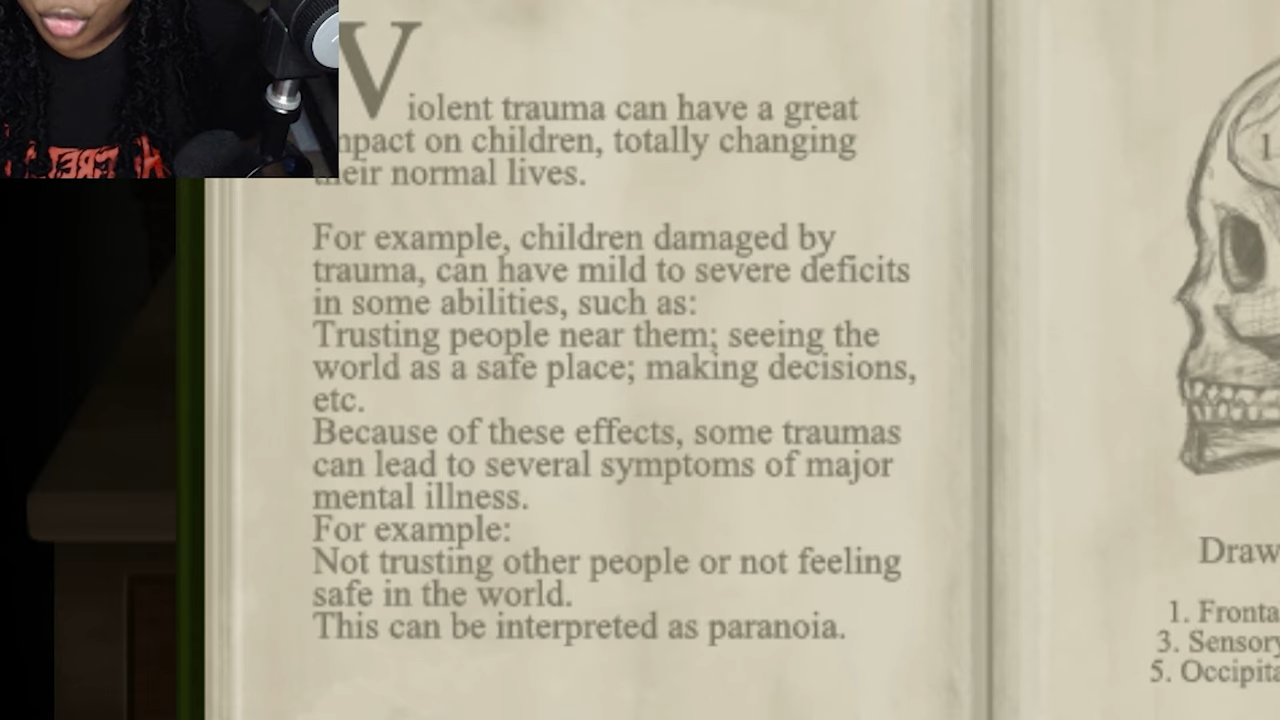 Violent trauma can have a great
mpact on children, totally changing
their normal lives.
For example, children damaged by
trauma, can have mild to severe deficits
in some abilities, such as:
Trusting people near them; seeing the
world as a safe place; making decisions,
etc.
Because of these effects, some traumas
can lead to several symptoms of major
mental illness.
For example:
Not trusting other people or not feeling
safe in the world.
This can be interpreted as paranoia.
1.
Draw
1. Fronta
3. Sensory
5. Occipita